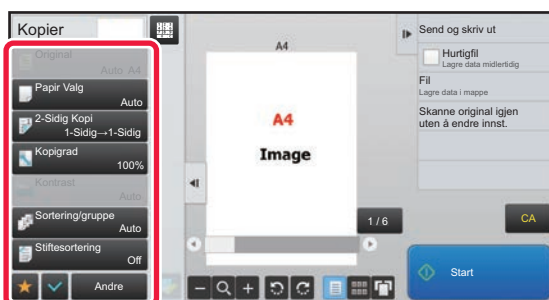 Kopier
Original
Auto A4
Papir Valg
Auto
2-Sidig Kopi
1-Sidig→1-Sidig
Kopigrad
100%
Kontrast
Auto
Sortering/gruppe
Auto
Stiftesortering
Off
Andre
A4
A4
Image
1 / 6
Send og skriv ut
Hurtigfil
Lagre data midlertidig
Fil
Lagre data i mappe
Skanne original igjen
uten å endre innst.
CA
Start